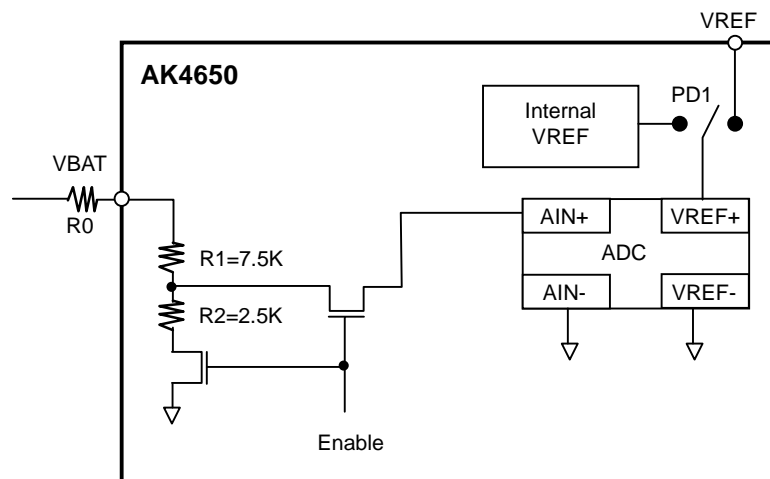 VREF
AK4650
PD1
Internal
VREF
VBAT
R0
AIN+
VREF+
ADC
R1=7.5K
AIN-
VREF-
R2=2.5K
Enable